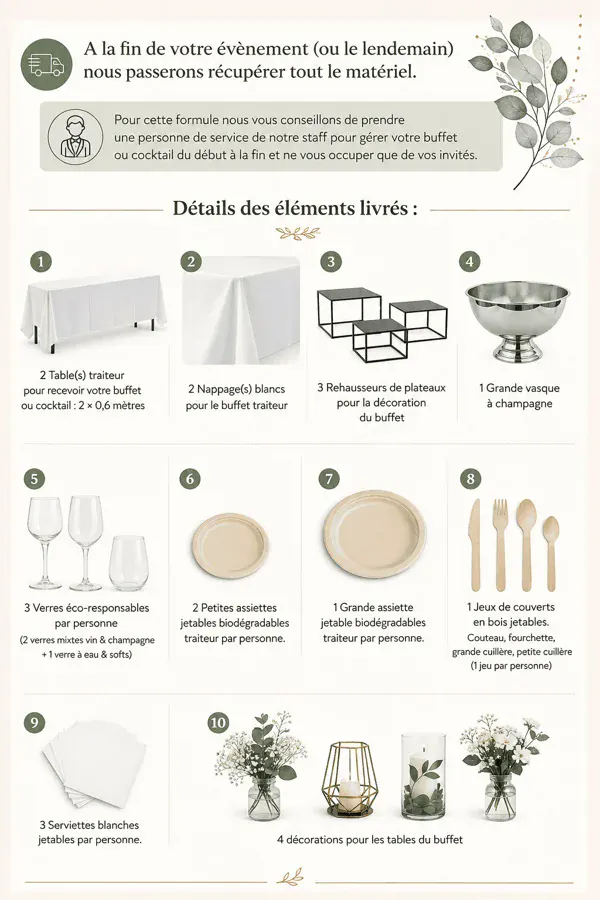 A la fin de votre évènement (ou le lendemain)
nous passerons récupérer tout le matériel.
Pour cette formule nous vous conseillons de prendre
une personne de service de notre staff pour gérer votre buffet
ou cocktail du début à la fin et ne vous occuper que de vos invités.
Détails des éléments livrés :
1
2 Table(s) traiteur
pour recevoir votre buffet
ou cocktail : 2 × 0,6 mètres
2
2 Nappage(s) blancs
pour le buffet traiteur
3
3 Rehausseurs de plateaux
pour la décoration
du buffet
4
1 Grande vasque
à champagne
5
3 Verres éco-responsables
par personne
(2 verres mixtes vin & champagne
+ 1 verre à eau & softs)
6
2 Petites assiettes
jetables biodégradables
traiteur par personne.
7
1 Grande assiette
jetable biodégradables
traiteur par personne.
8
1 Jeux de couverts
en bois jetables.
Couteau, fourchette,
grande cuillère, petite cuillère
(1 jeu par personne)
9
3 Serviettes blanches
jetables par personne.
10
4 décorations pour les tables du buffet